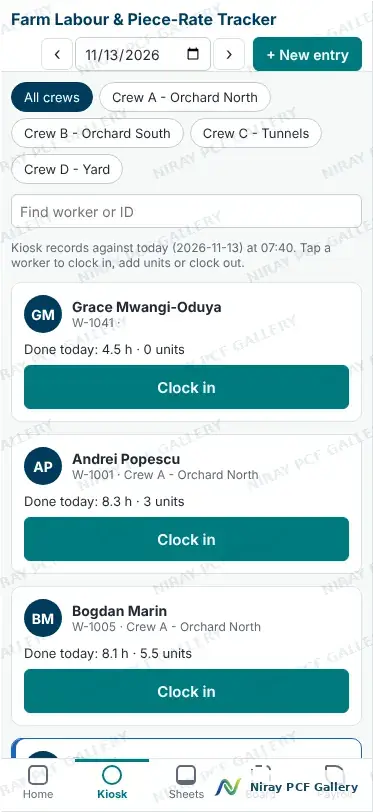 Farm Labour & Piece-Rate Tracker
‹ 11/13/2026 › + New entry
All crews Crew A - Orchard North
Crew B - Orchard South Crew C - Tunnels
Crew D - Yard
Find worker or ID
Kiosk records against today (2026-11-13) at 07:40. Tap a
worker to clock in, add units or clock out.
GM Grace Mwangi-Oduya
W-1041 ·
Done today: 4.5 h · 0 units
Clock in
AP Andrei Popescu
W-1001 · Crew A - Orchard North
Done today: 8.3 h · 3 units
Clock in
BM Bogdan Marin
W-1005 · Crew A - Orchard North
Done today: 8.1 h · 5.5 units
Clock in
Home Kiosk Sheets
Niray PCF Gallery
NIRAY PCF GALLERY